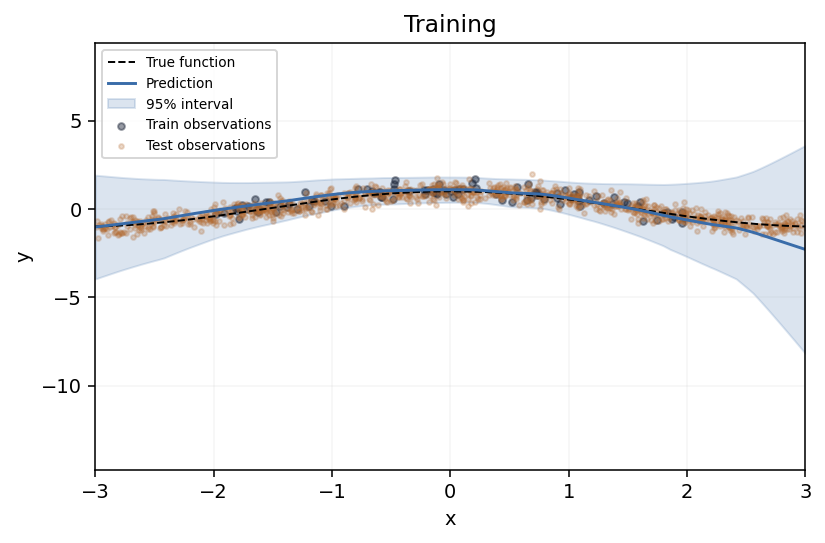 Training
True function
Prediction
95% interval
Train observations
Test observations
5
0
−5
−10
y
−3
−2
−1
0
1
2
3
x